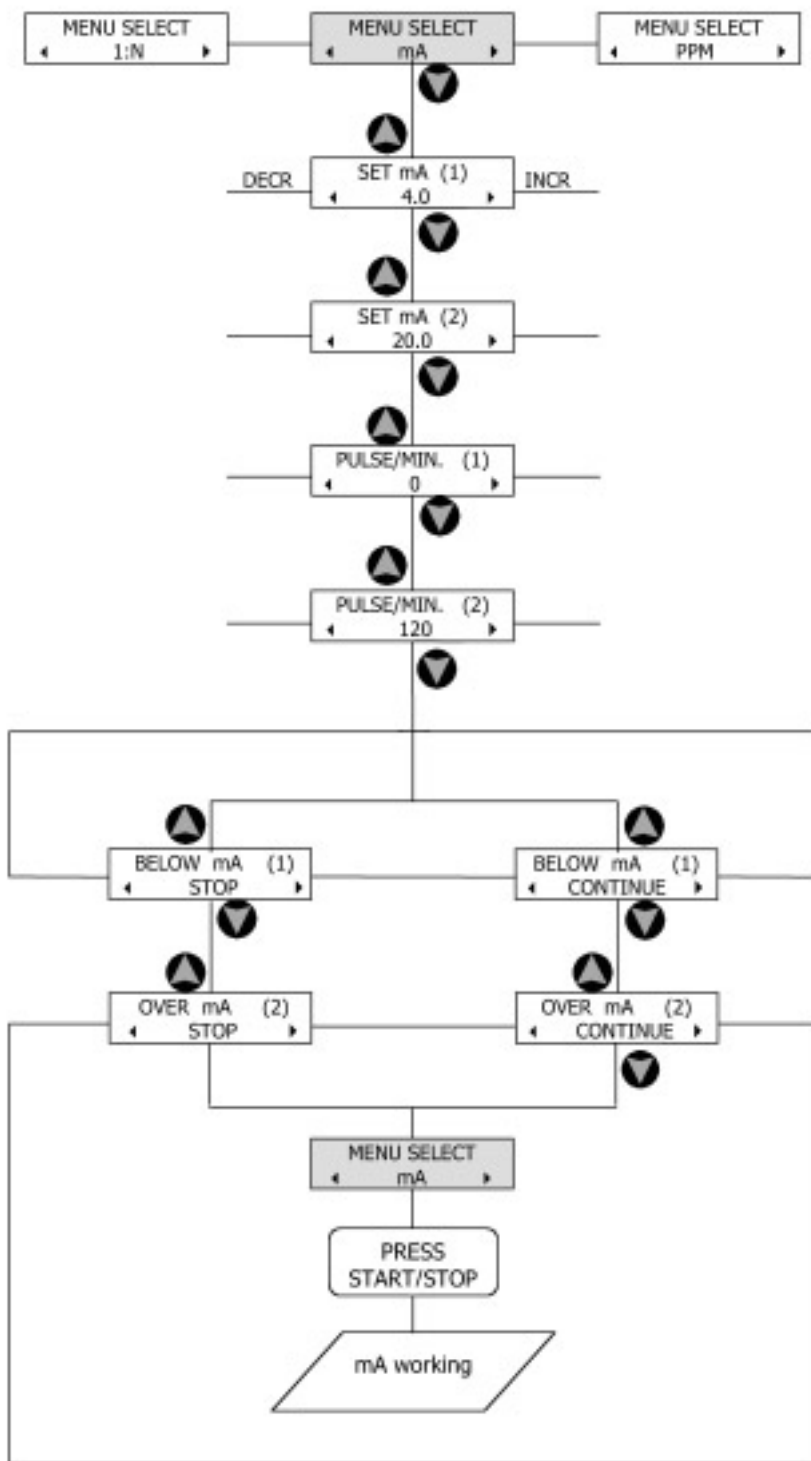 MENU SELECT
1:N
MENU SELECT
mA
MENU SELECT
PPM
DECR
SET mA (1)
4.0
INCR
SET mA (2)
20.0
PULSE/MIN. (1)
0
PULSE/MIN. (2)
120
BELOW mA (1)
STOP
BELOW mA (1)
CONTINUE
OVER mA (2)
STOP
OVER mA (2)
CONTINUE
MENU SELECT
mA
PRESS
START/STOP
mA working